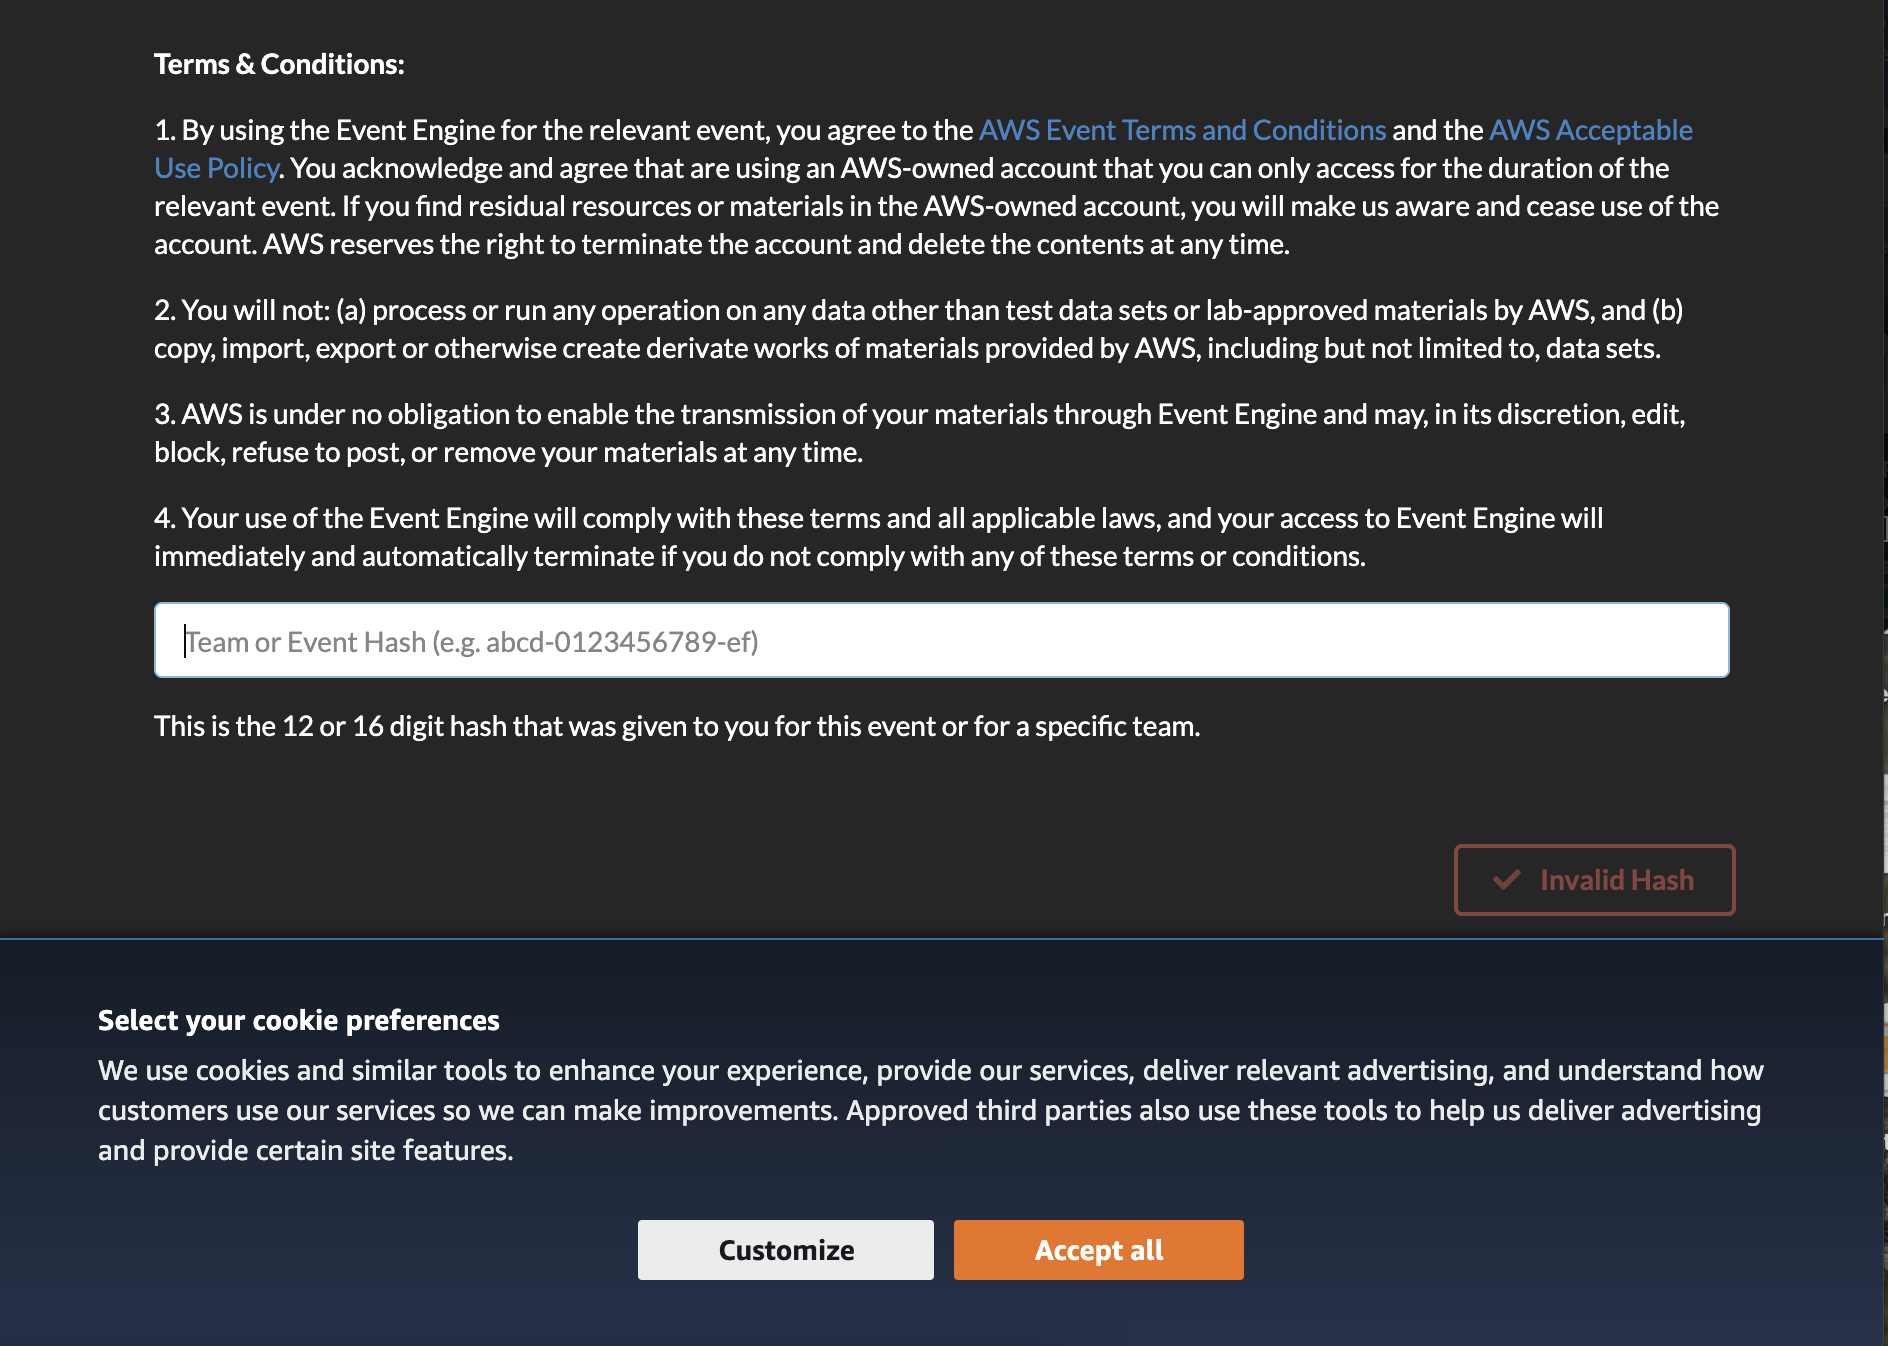 Terms & Conditions:
1. By using the Event Engine for the relevant event, you agree to the AWS Event Terms and Conditions and the AWS Acceptable
Use Policy. You acknowledge and agree that are using an AWS-owned account that you can only access for the duration of the
relevant event. If you find residual resources or materials in the AWS-owned account, you will make us aware and cease use of the
account. AWS reserves the right to terminate the account and delete the contents at any time.
2. You will not: (a) process or run any operation on any data other than test data sets or lab-approved materials by AWS, and (b)
copy, import, export or otherwise create derivate works of materials provided by AWS, including but not limited to, data sets.
3. AWS is under no obligation to enable the transmission of your materials through Event Engine and may, in its discretion, edit,
block, refuse to post, or remove your materials at any time.
4. Your use of the Event Engine will comply with these terms and all applicable laws, and your access to Event Engine will
immediately and automatically terminate if you do not comply with any of these terms or conditions.
Team or Event Hash (e.g. abcd-0123456789-ef)
This is the 12 or 16 digit hash that was given to you for this event or for a specific team.
Invalid Hash
Select your cookie preferences
We use cookies and similar tools to enhance your experience, provide our services, deliver relevant advertising, and understand how
customers use our services so we can make improvements. Approved third parties also use these tools to help us deliver advertising
and provide certain site features.
Customize
Accept all